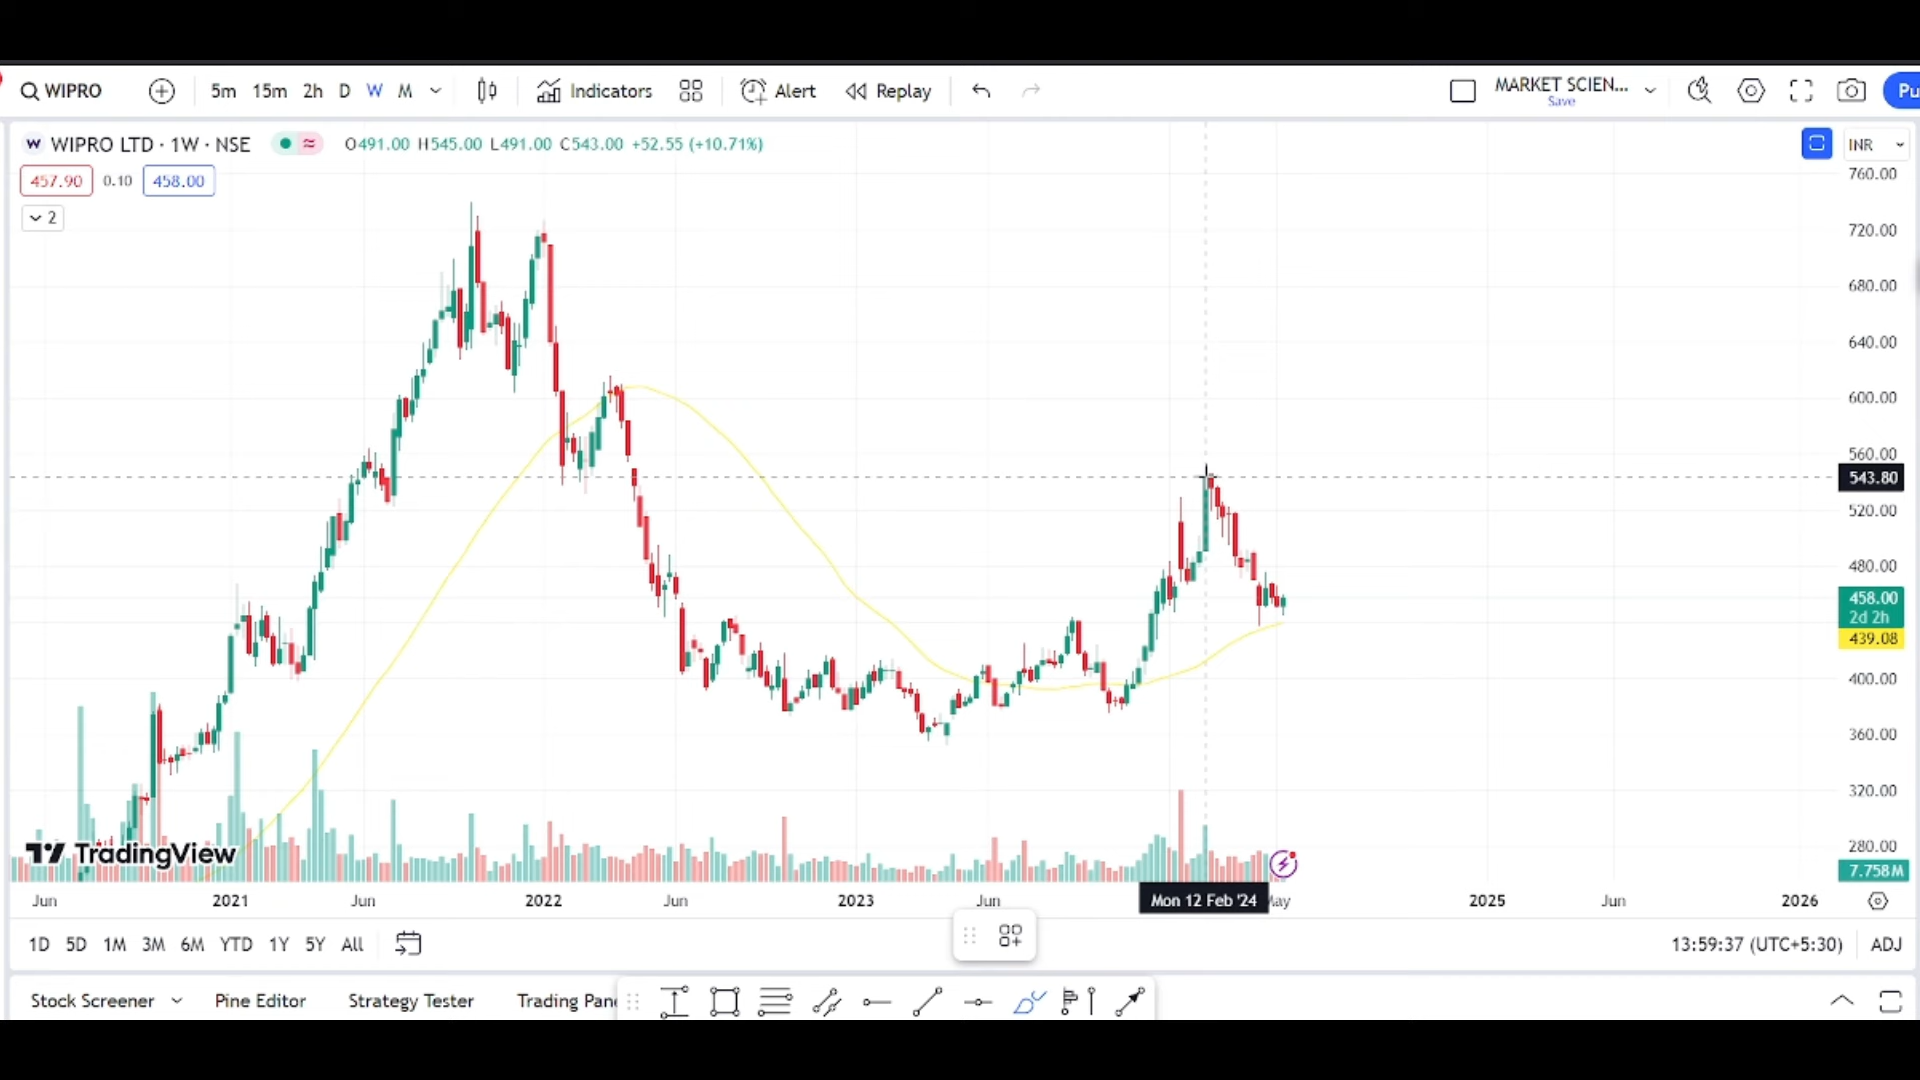 WIPRO 5m 15m 2h D W M Indicators Alert Replay MARKET SCIEN... Save Pu
W WIPRO LTD · 1W · NSE O491.00 H545.00 L491.00 C543.00 +52.55 (+10.71%) INR
457.90 0.10 458.00
2
760.00
720.00
680.00
640.00
600.00
560.00
543.80
520.00
480.00
458.00
2d 2h
439.08
400.00
360.00
320.00
280.00
TradingView
7.758M
Jun 2021 Jun 2022 Jun 2023 Jun Mon 12 Feb '24 May 2025 Jun 2026
1D 5D 1M 3M 6M YTD 1Y 5Y All 13:59:37 (UTC+5:30) ADJ
Stock Screener Pine Editor Strategy Tester Trading Pane